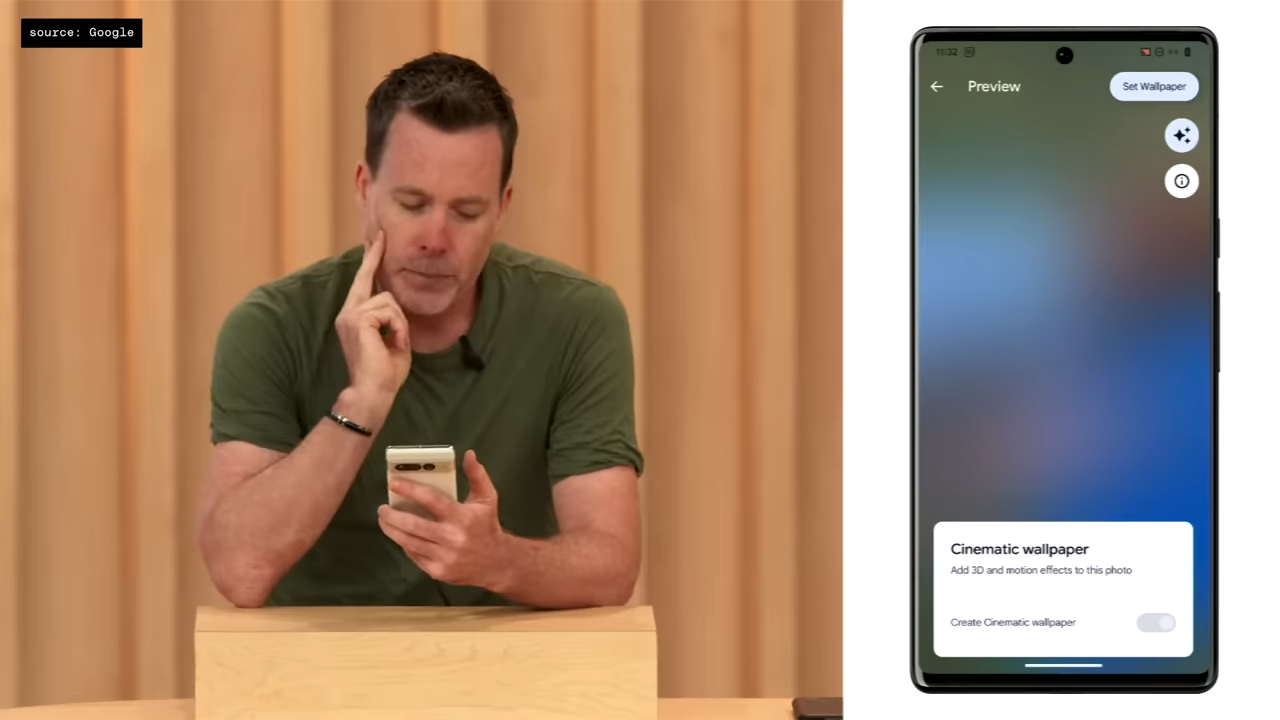 source: Google
11:32
Preview
Set Wallpaper
Cinematic wallpaper
Add 3D and motion effects to this photo
Create Cinematic wallpaper